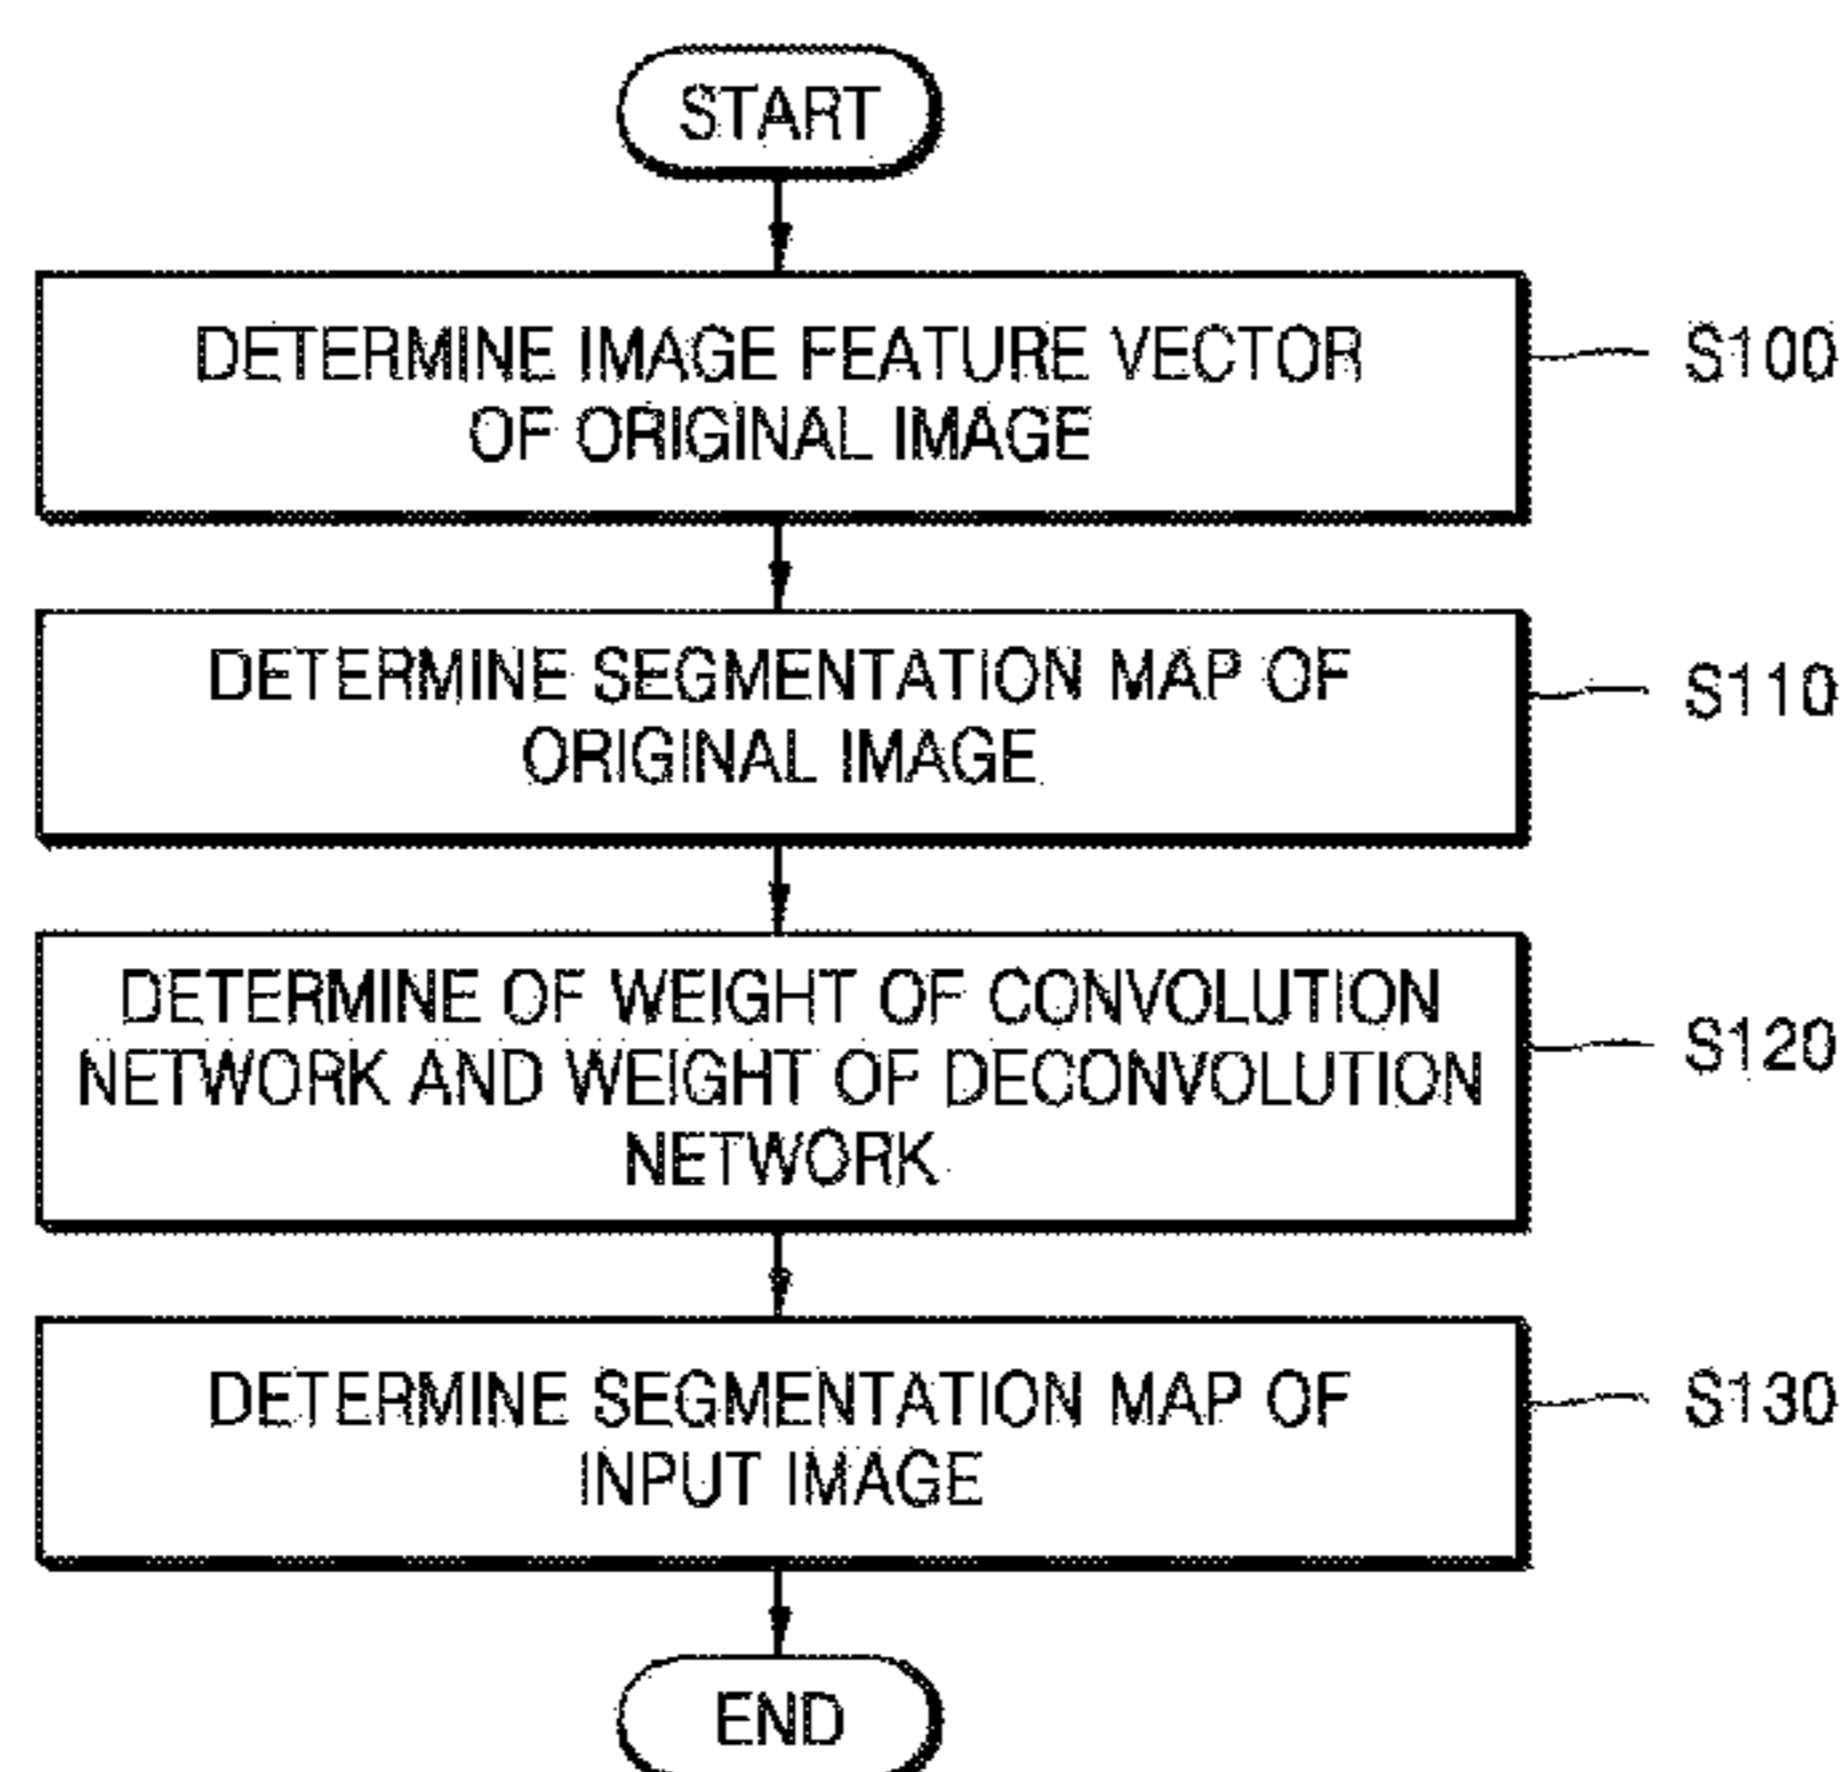 START
DETERMINE IMAGE FEATURE VECTOR
OF ORIGINAL IMAGE
S100
DETERMINE SEGMENTATION MAP OF
ORIGINAL IMAGE
S110
DETERMINE OF WEIGHT OF CONVOLUTION
NETWORK AND WEIGHT OF DECONVOLUTION
NETWORK
S120
DETERMINE SEGMENTATION MAP OF
INPUT IMAGE
S130
END